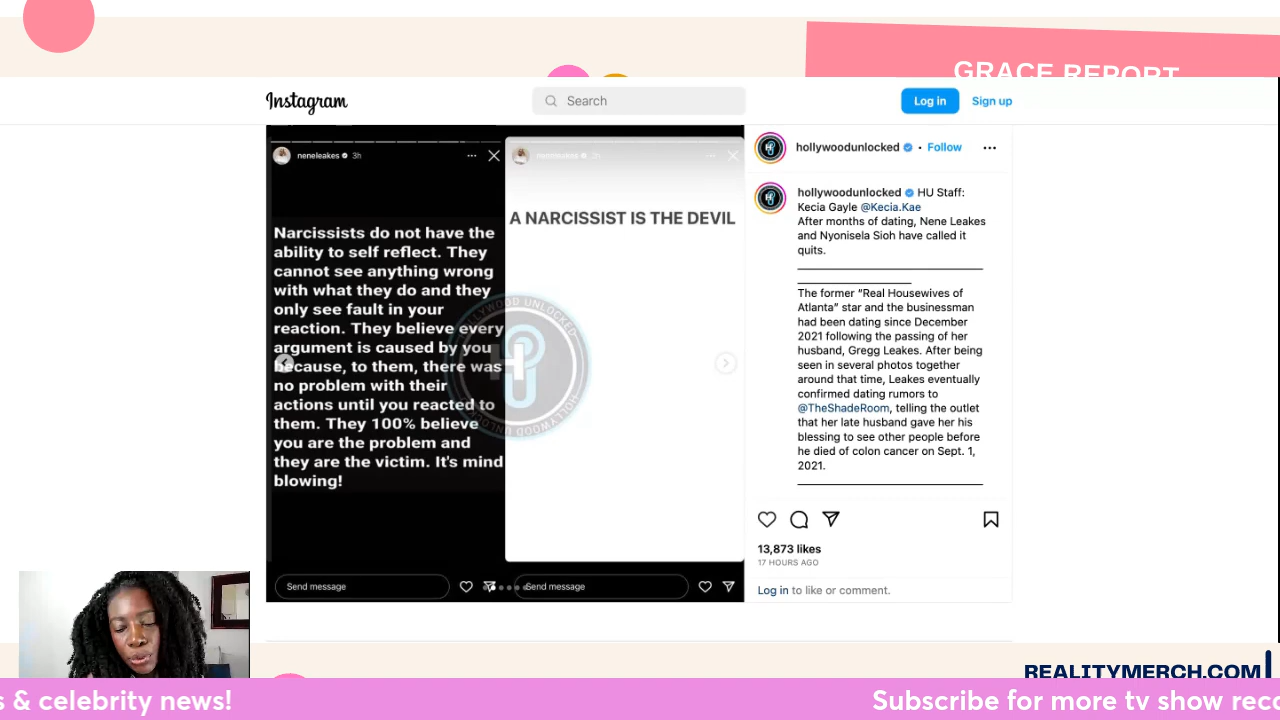 GRACE REPORT
Instagram
Search
Log in
Sign up
neneleakes 3h
Narcissists do not have the
ability to self reflect. They
cannot see anything wrong
with what they do and they
only see fault in your
reaction. They believe every
argument is caused by you
because, to them, there was
no problem with their
actions until you reacted to
them. They 100% believe
you are the problem and
they are the victim. It's mind
blowing!
Send message
neneleakes 2h
A NARCISSIST IS THE DEVIL
Send message
HOLLYWOOD UNLOCKED
HOLLYWOOD UNLOCKED
HU
hollywoodunlocked • Follow
hollywoodunlocked HU Staff:
Kecia Gayle @Kecia.Kae
After months of dating, Nene Leakes
and Nyonisela Sioh have called it
quits.
The former “Real Housewives of
Atlanta” star and the businessman
had been dating since December
2021 following the passing of her
husband, Gregg Leakes. After being
seen in several photos together
around that time, Leakes eventually
confirmed dating rumors to
@TheShadeRoom, telling the outlet
that her late husband gave her his
blessing to see other people before
he died of colon cancer on Sept. 1,
2021.
13,873 likes
17 HOURS AGO
Log in to like or comment.
REALITYMERCH.COM
s & celebrity news!
Subscribe for more tv show rec